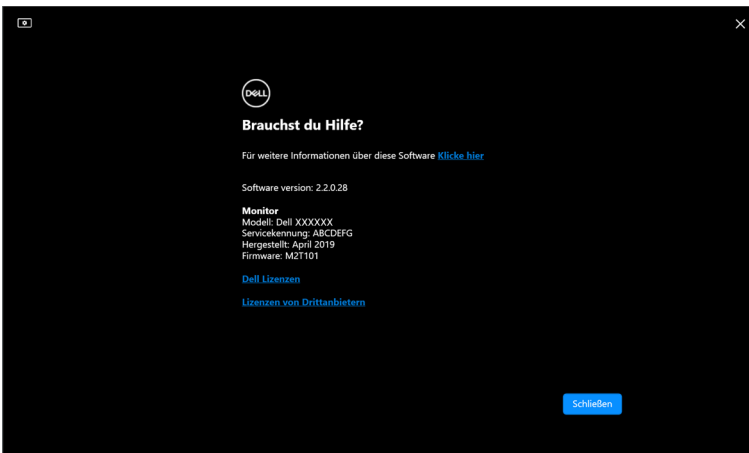 DELL
Brauchst du Hilfe?
Für weitere Informationen über diese Software Klicke hier
Software version: 2.2.0.28
Monitor
Modell: Dell XXXXXX
Servicekennung: ABCDEFG
Hergestellt: April 2019
Firmware: M2T101
Dell Lizenzen
Lizenzen von Drittanbietern
Schließen